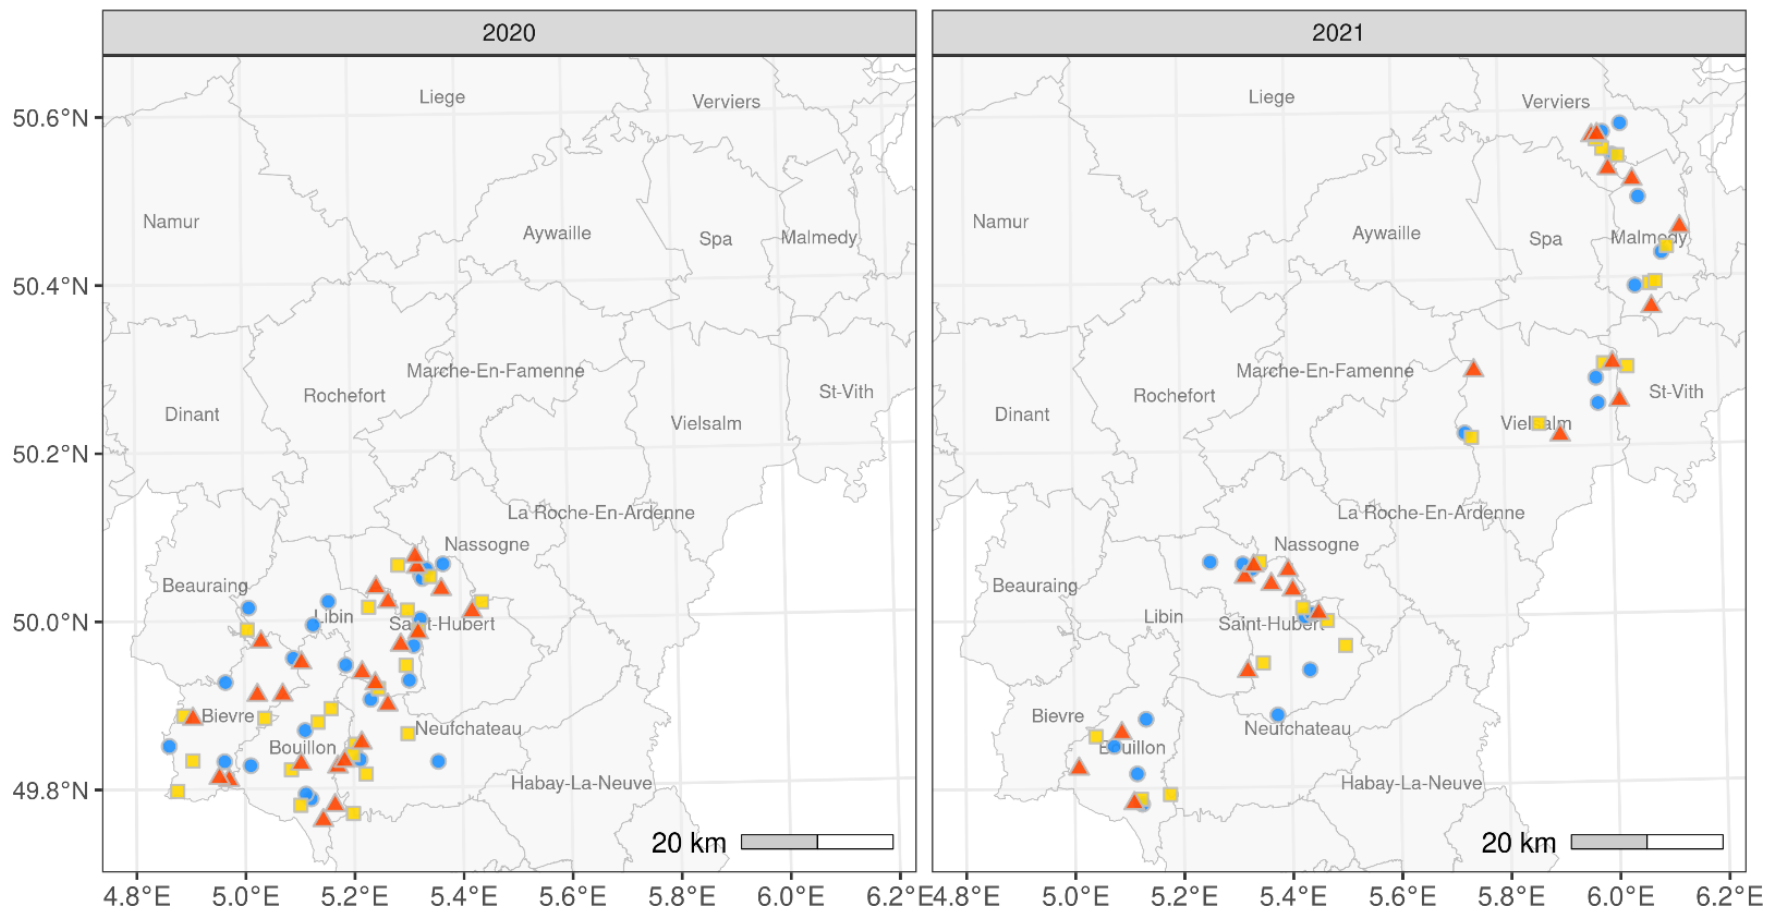 2020
2021
50.6°N
50.4°N
50.2°N
50.0°N
49.8°N
Liege
Verviers
Namur
Aywaille
Spa
Malmedy
Marche-En-Famenne
Rochefort
St-Vith
Dinant
Vielsalm
La Roche-En-Ardenne
Nassogne
Beauraing
Libin
Saint-Hubert
Bievre
Neufchateau
Bouillon
Habay-La-Neuve
20 km
Liege
Verviers
Namur
Aywaille
Spa
Malmedy
Marche-En-Famenne
Rochefort
St-Vith
Dinant
Vielsalm
La Roche-En-Ardenne
Nassogne
Beauraing
Libin
Saint-Hubert
Bievre
Neufchateau
Bouillon
Habay-La-Neuve
20 km
4.8°E 5.0°E 5.2°E 5.4°E 5.6°E 5.8°E 6.0°E 6.2°E
4.8°E 5.0°E 5.2°E 5.4°E 5.6°E 5.8°E 6.0°E 6.2°E